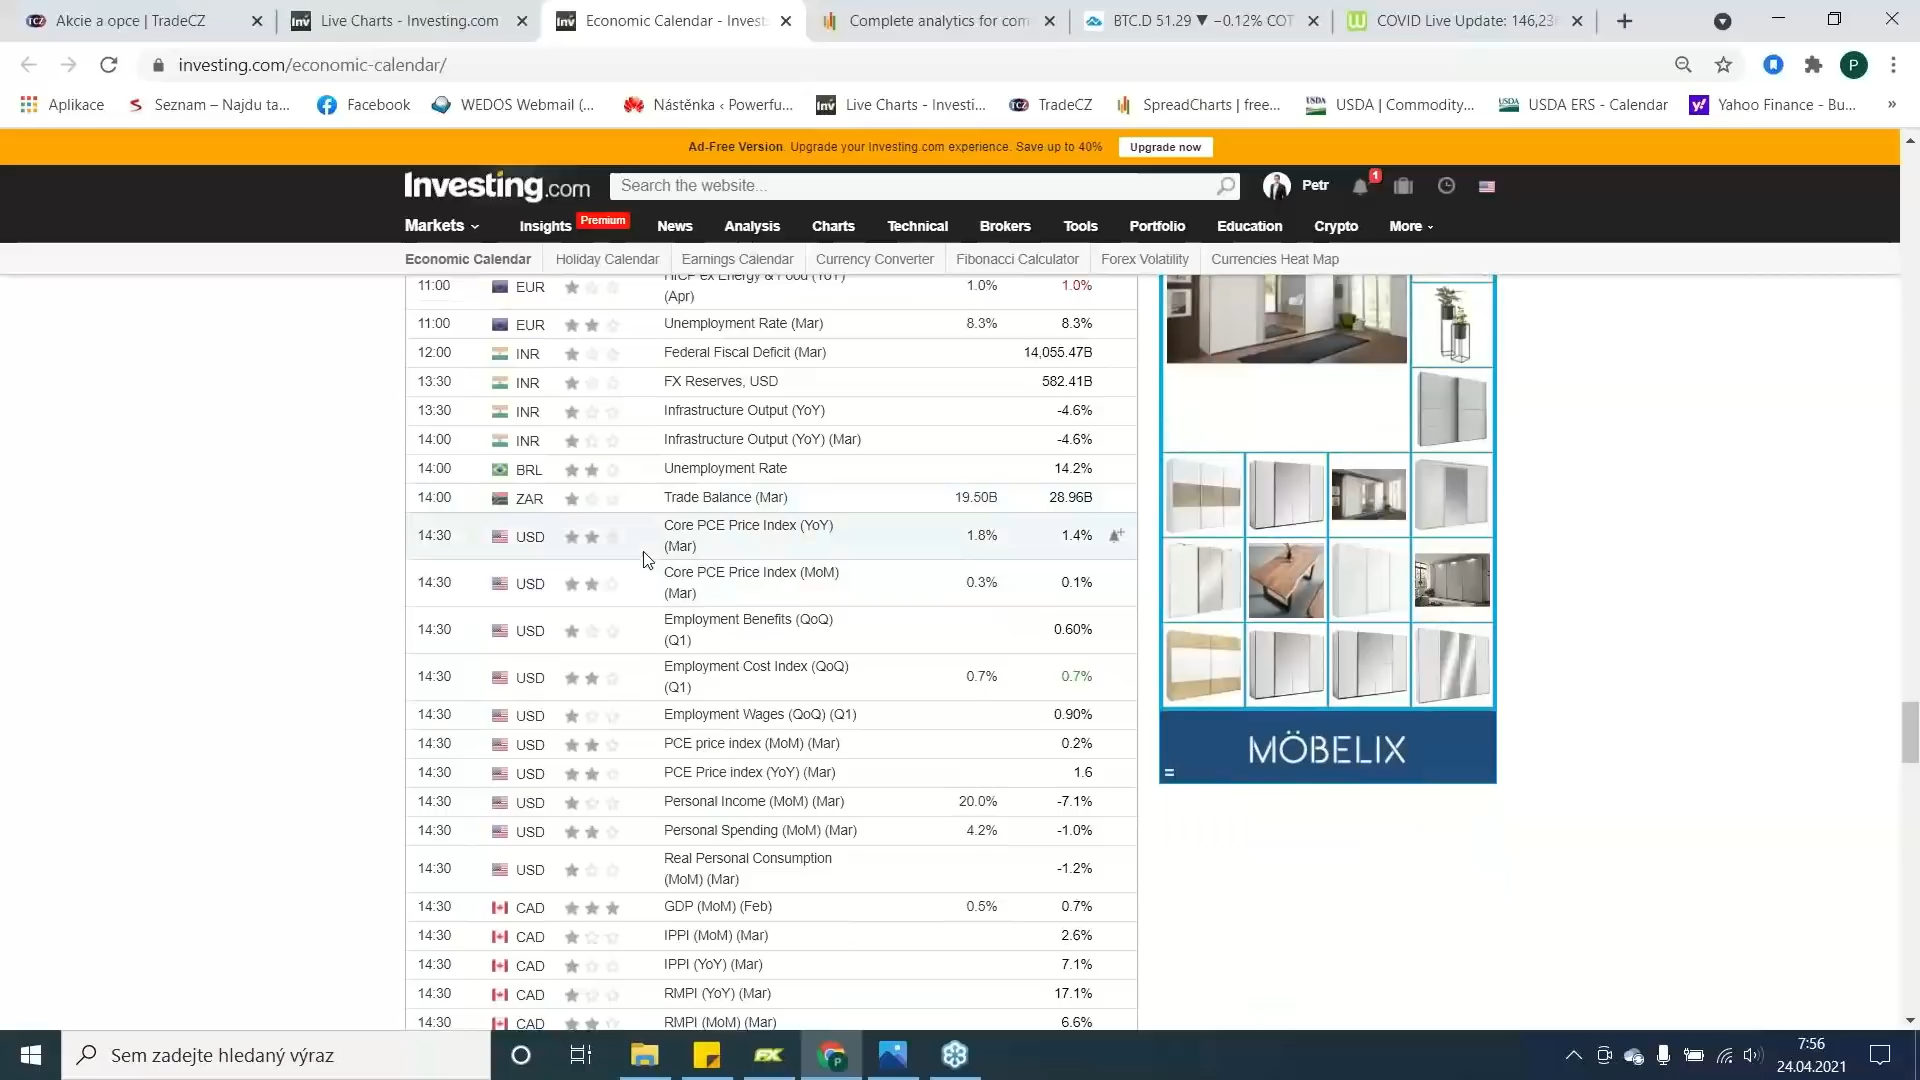 Akcie a opce | TradeCZ
Live Charts - Investing.com
Economic Calendar - Invest
Complete analytics for com
BTC.D 51.29 ▼ −0.12% COT
COVID Live Update: 146,23
investing.com/economic-calendar/
P
Aplikace
Seznam – Najdu ta...
Facebook
WEDOS Webmail (...
Nástěnka ‹ Powerfu...
Live Charts - Investi...
TradeCZ
SpreadCharts | free...
USDA | Commodity...
USDA ERS - Calendar
Yahoo Finance - Bu...
»
Ad-Free Version. Upgrade your Investing.com experience. Save up to 40% Upgrade now
Investing.com
Search the website...
Petr
1
Markets
Insights
Premium
News
Analysis
Charts
Technical
Brokers
Tools
Portfolio
Education
Crypto
More
Economic Calendar
Holiday Calendar
Earnings Calendar
Currency Converter
Fibonacci Calculator
Forex Volatility
Currencies Heat Map
HICP ex Energy & Food (YoY)
11:00 EUR (Apr) 1.0% 1.0%
11:00 EUR Unemployment Rate (Mar) 8.3% 8.3%
12:00 INR Federal Fiscal Deficit (Mar) 14,055.47B
13:30 INR FX Reserves, USD 582.41B
13:30 INR Infrastructure Output (YoY) -4.6%
14:00 INR Infrastructure Output (YoY) (Mar) -4.6%
14:00 BRL Unemployment Rate 14.2%
14:00 ZAR Trade Balance (Mar) 19.50B 28.96B
14:30 USD Core PCE Price Index (YoY) 1.8% 1.4%
(Mar)
14:30 USD Core PCE Price Index (MoM) 0.3% 0.1%
(Mar)
14:30 USD Employment Benefits (QoQ) 0.60%
(Q1)
14:30 USD Employment Cost Index (QoQ) 0.7% 0.7%
(Q1)
14:30 USD Employment Wages (QoQ) (Q1) 0.90%
14:30 USD PCE price index (MoM) (Mar) 0.2%
14:30 USD PCE Price index (YoY) (Mar) 1.6
14:30 USD Personal Income (MoM) (Mar) 20.0% -7.1%
14:30 USD Personal Spending (MoM) (Mar) 4.2% -1.0%
14:30 USD Real Personal Consumption -1.2%
(MoM) (Mar)
14:30 CAD GDP (MoM) (Feb) 0.5% 0.7%
14:30 CAD IPPI (MoM) (Mar) 2.6%
14:30 CAD IPPI (YoY) (Mar) 7.1%
14:30 CAD RMPI (YoY) (Mar) 17.1%
14:30 CAD RMPI (MoM) (Mar) 6.6%
MÖBELIX
Sem zadejte hledaný výraz
FX
7:56
24.04.2021